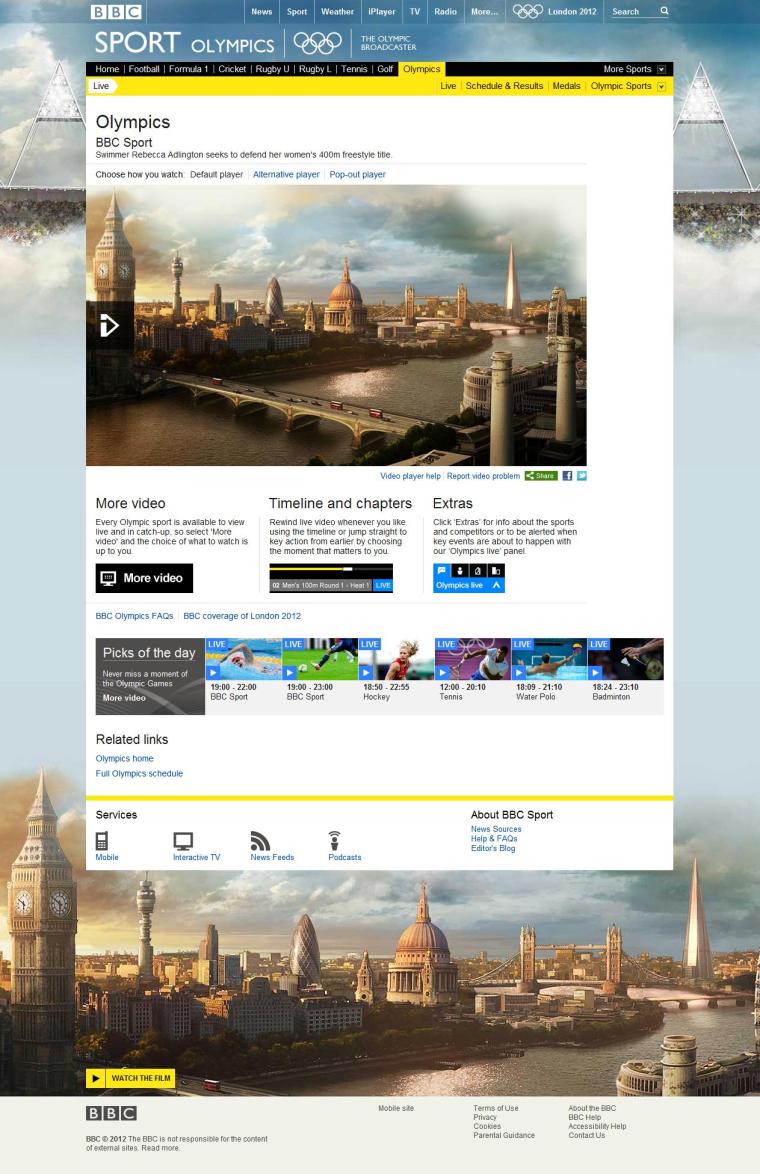 BBC
News Sport Weather iPlayer TV Radio More... London 2012 Search
SPORT OLYMPICS
THE OLYMPIC
BROADCASTER
Home Football Formula 1 Cricket Rugby U Rugby L Tennis Golf Olympics More Sports
Live
Live Schedule & Results Medals Olympic Sports
Olympics
BBC Sport
Swimmer Rebecca Adlington seeks to defend her women's 400m freestyle title.
Choose how you watch: Default player Alternative player Pop-out player
Video player help Report video problem Share
More video
Every Olympic sport is available to view
live and in catch-up, so select 'More
video' and the choice of what to watch is
up to you.
More video
Timeline and chapters
Rewind live video whenever you like
using the timeline or jump straight to
key action from earlier by choosing
the moment that matters to you.
02 Men's 100m Round 1 - Heat 1 LIVE
Extras
Click 'Extras' for info about the sports
and competitors or to be alerted when
key events are about to happen with
our 'Olympics live' panel.
Olympics live
BBC Olympics FAQs BBC coverage of London 2012
Picks of the day
Never miss a moment of
the Olympic Games
More video
LIVE
19:00 - 22:00
BBC Sport
LIVE
19:00 - 23:00
BBC Sport
LIVE
18:50 - 22:55
Hockey
LIVE
12:00 - 20:10
Tennis
LIVE
18:09 - 21:10
Water Polo
LIVE
18:24 - 23:10
Badminton
Related links
Olympics home
Full Olympics schedule
Services
Mobile
Interactive TV
News Feeds
Podcasts
About BBC Sport
News Sources
Help & FAQs
Editor's Blog
WATCH THE FILM
BBC
BBC © 2012 The BBC is not responsible for the content
of external sites. Read more.
Mobile site
Terms of Use
Privacy
Cookies
Parental Guidance
About the BBC
BBC Help
Accessibility Help
Contact Us